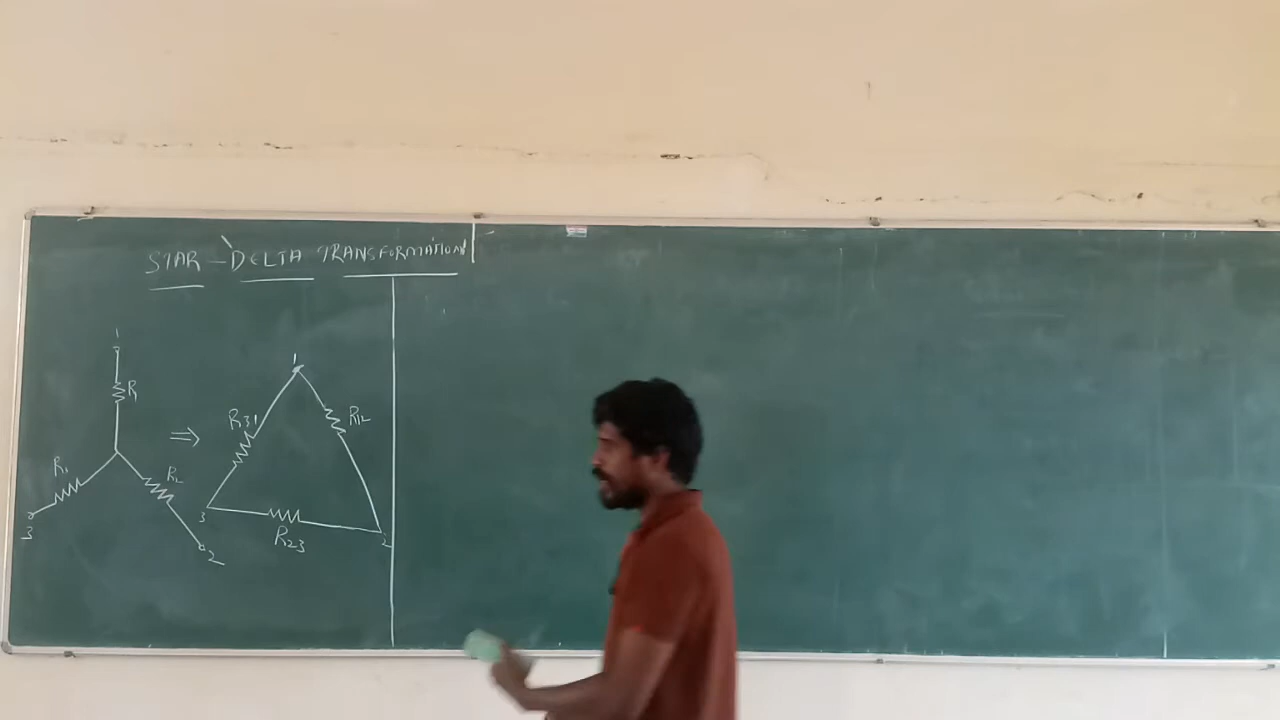 STAR - DELTA TRANSFORMATION
1
R
R1
R2
3
2
⇒
1
R31
R12
3
R23
2